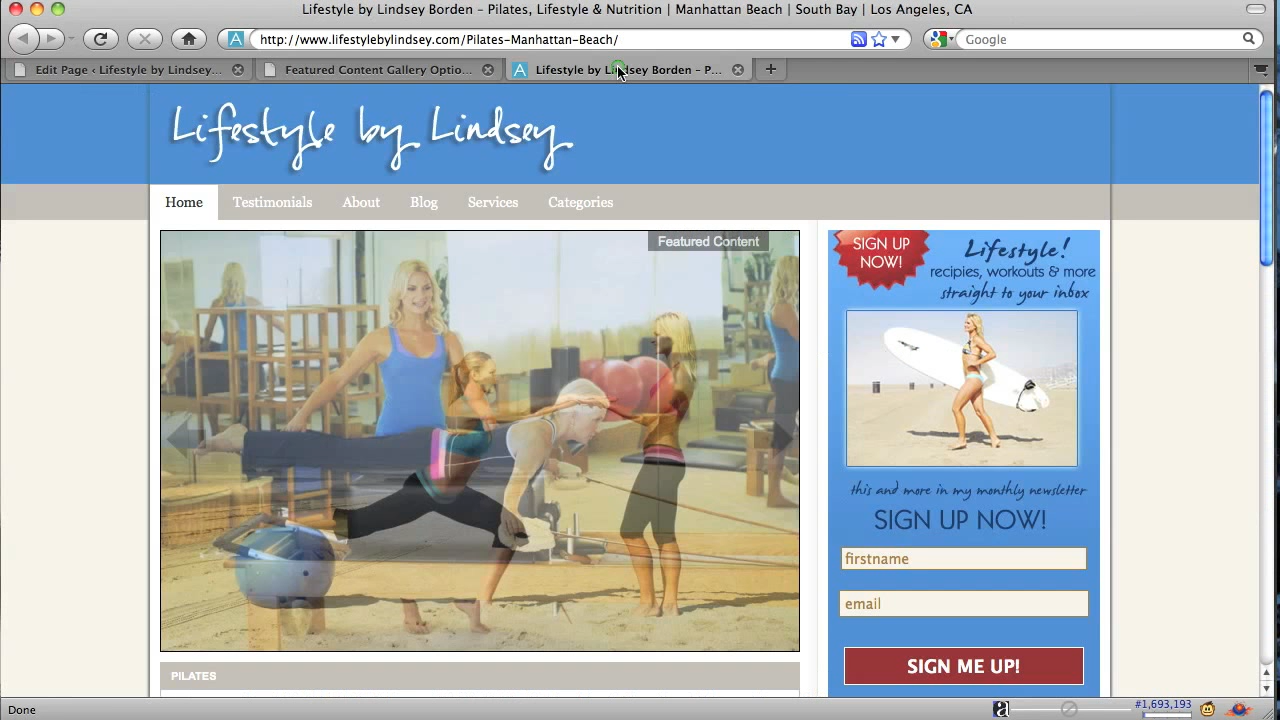 Lifestyle by Lindsey Borden - Pilates, Lifestyle & Nutrition | Manhattan Beach | South Bay | Los Angeles, CA
http://www.lifestylebylindsey.com/Pilates-Manhattan-Beach/
Google
Edit Page ‹ Lifestyle by Lindsey...
Featured Content Gallery Optio...
Lifestyle by Lindsey Borden - P...
Lifestyle by Lindsey
Home
Testimonials
About
Blog
Services
Categories
Featured Content
SIGN UP
NOW!
Lifestyle!
recipies, workouts & more
straight to your inbox
this and more in my monthly newsletter
SIGN UP NOW!
firstname
email
SIGN ME UP!
PILATES
Done
a
#1,693,193